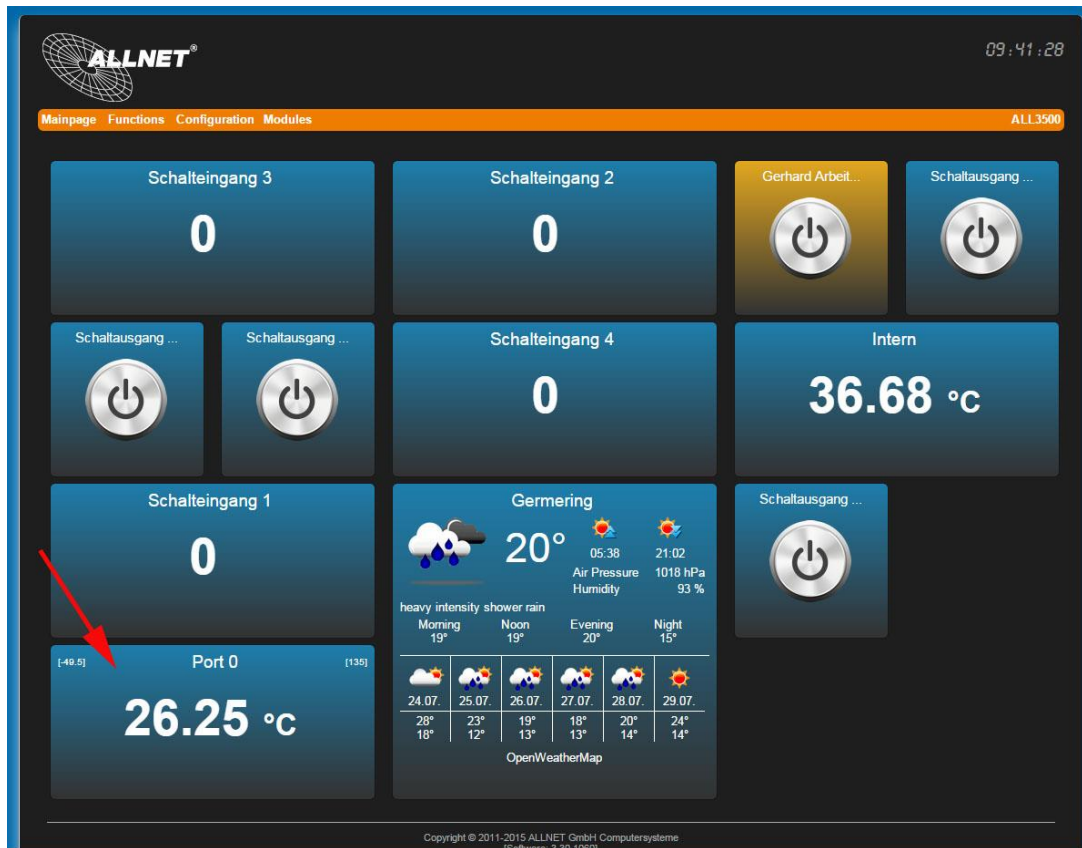 ALLNET®
09:41:28
Mainpage Functions Configuration Modules
ALL3500
Schalteingang 3
0
Schalteingang 2
0
Gerhard Arbeit...
Schaltausgang ...
Schaltausgang ...
Schaltausgang ...
Schalteingang 4
0
Intern
36.68 °C
Schalteingang 1
0
Germering
20°
05:38 21:02
Air Pressure 1018 hPa
Humidity 93 %
heavy intensity shower rain
Morning Noon Evening Night
19° 19° 20° 15°
24.07. 25.07. 26.07. 27.07. 28.07. 29.07.
28° 23° 19° 18° 20° 24°
18° 12° 13° 13° 14° 14°
OpenWeatherMap
Schaltausgang ...
[-49.5] Port 0 [135]
26.25 °C
Copyright © 2011-2015 ALLNET GmbH Computersysteme